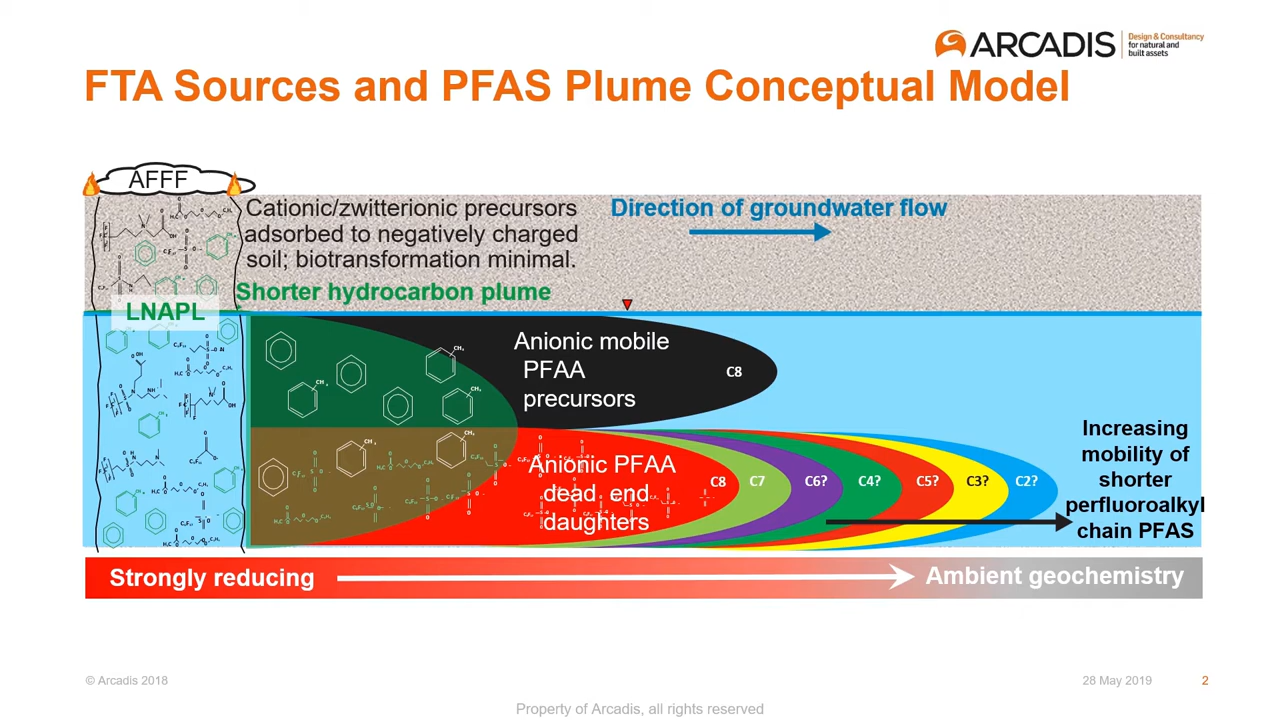 ARCADIS
Design & Consultancy
for natural and
built assets
FTA Sources and PFAS Plume Conceptual Model
AFFF
Cationic/zwitterionic precursors
adsorbed to negatively charged
soil; biotransformation minimal.
Direction of groundwater flow
Shorter hydrocarbon plume
LNAPL
Anionic mobile
PFAA
precursors
C8
Anionic PFAA
dead end
daughters
C8
C7
C6?
C4?
C5?
C3?
C2?
Increasing
mobility of
shorter
perfluoroalkyl
chain PFAS
Strongly reducing
Ambient geochemistry
© Arcadis 2018
28 May 2019
2
Property of Arcadis, all rights reserved